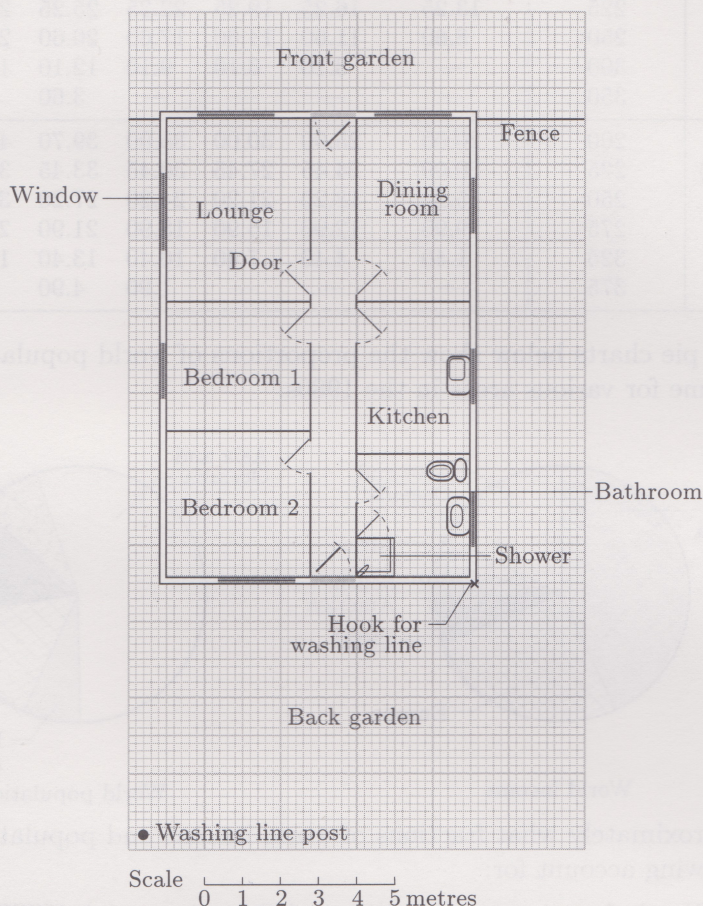 Front garden
Fence
Window
Lounge
Dining
room
Door
Bedroom 1
Kitchen
Bedroom 2
Bathroom
Shower
Hook for
washing line
Back garden
Washing line post
Scale
0 1 2 3 4 5 metres